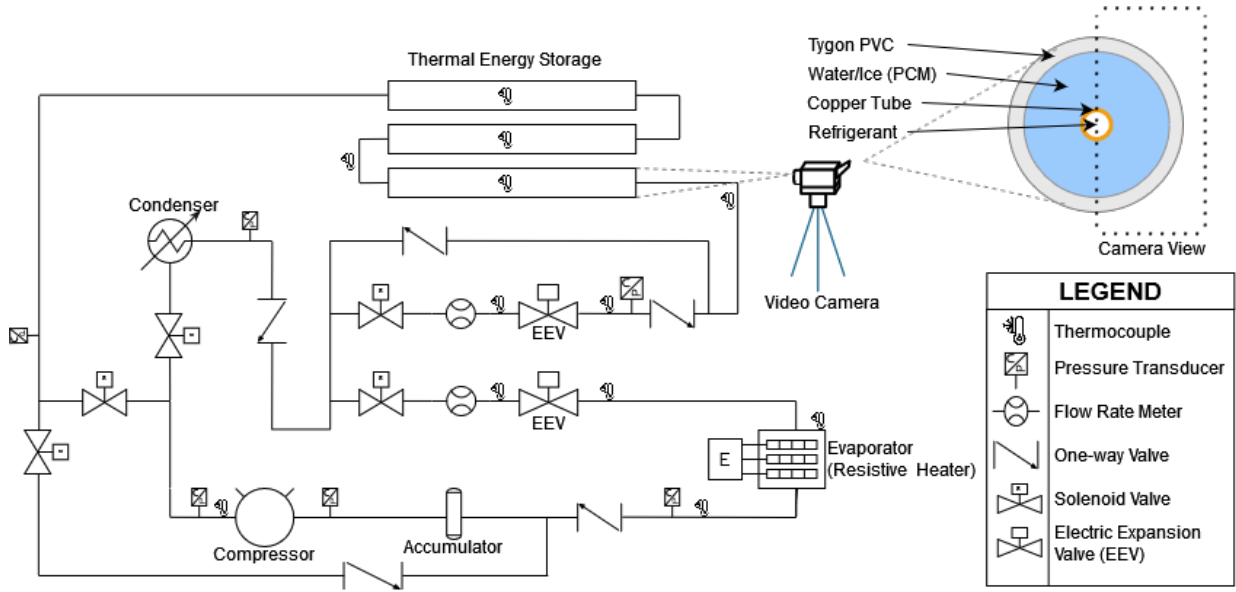 Thermal Energy Storage
Tygon PVC
Water/Ice (PCM)
Copper Tube
Refrigerant
Camera View
Condenser
Video Camera
EEV
EEV
E
Evaporator
(Resistive Heater)
Compressor
Accumulator
LEGEND
Thermocouple
Pressure Transducer
Flow Rate Meter
One-way Valve
Solenoid Valve
Electric Expansion
Valve (EEV)